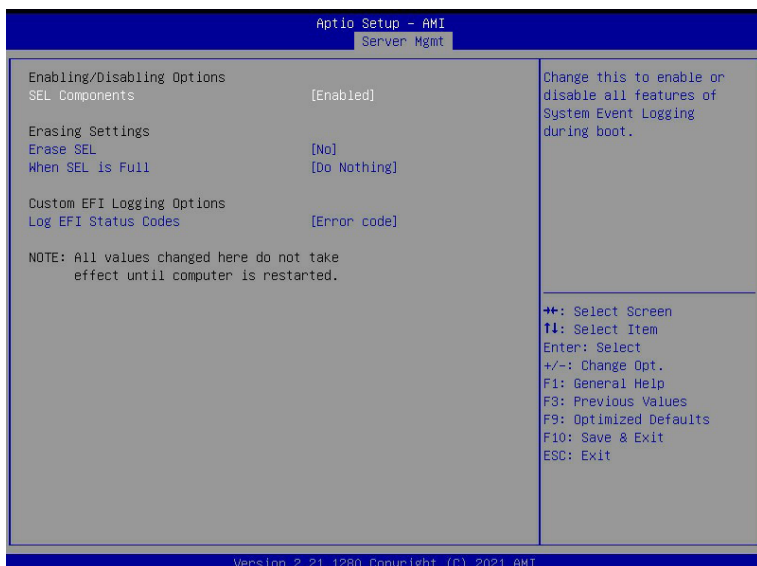 Aptio Setup – AMI
Server Mgmt
Enabling/Disabling Options
SEL Components [Enabled]
Erasing Settings
Erase SEL [No]
When SEL is Full [Do Nothing]
Custom EFI Logging Options
Log EFI Status Codes [Error code]
NOTE: All values changed here do not take
effect until computer is restarted.
Change this to enable or
disable all features of
System Event Logging
during boot.
→←: Select Screen
↑↓: Select Item
Enter: Select
+/-: Change Opt.
F1: General Help
F3: Previous Values
F9: Optimized Defaults
F10: Save & Exit
ESC: Exit
Version 2.21.1280 Copyright (C) 2021 AMI